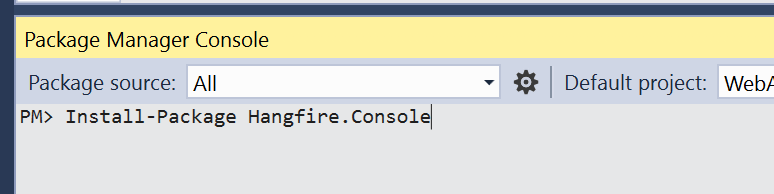 Package Manager Console
Package source: All Default project: WebA
PM> Install-Package Hangfire.Console